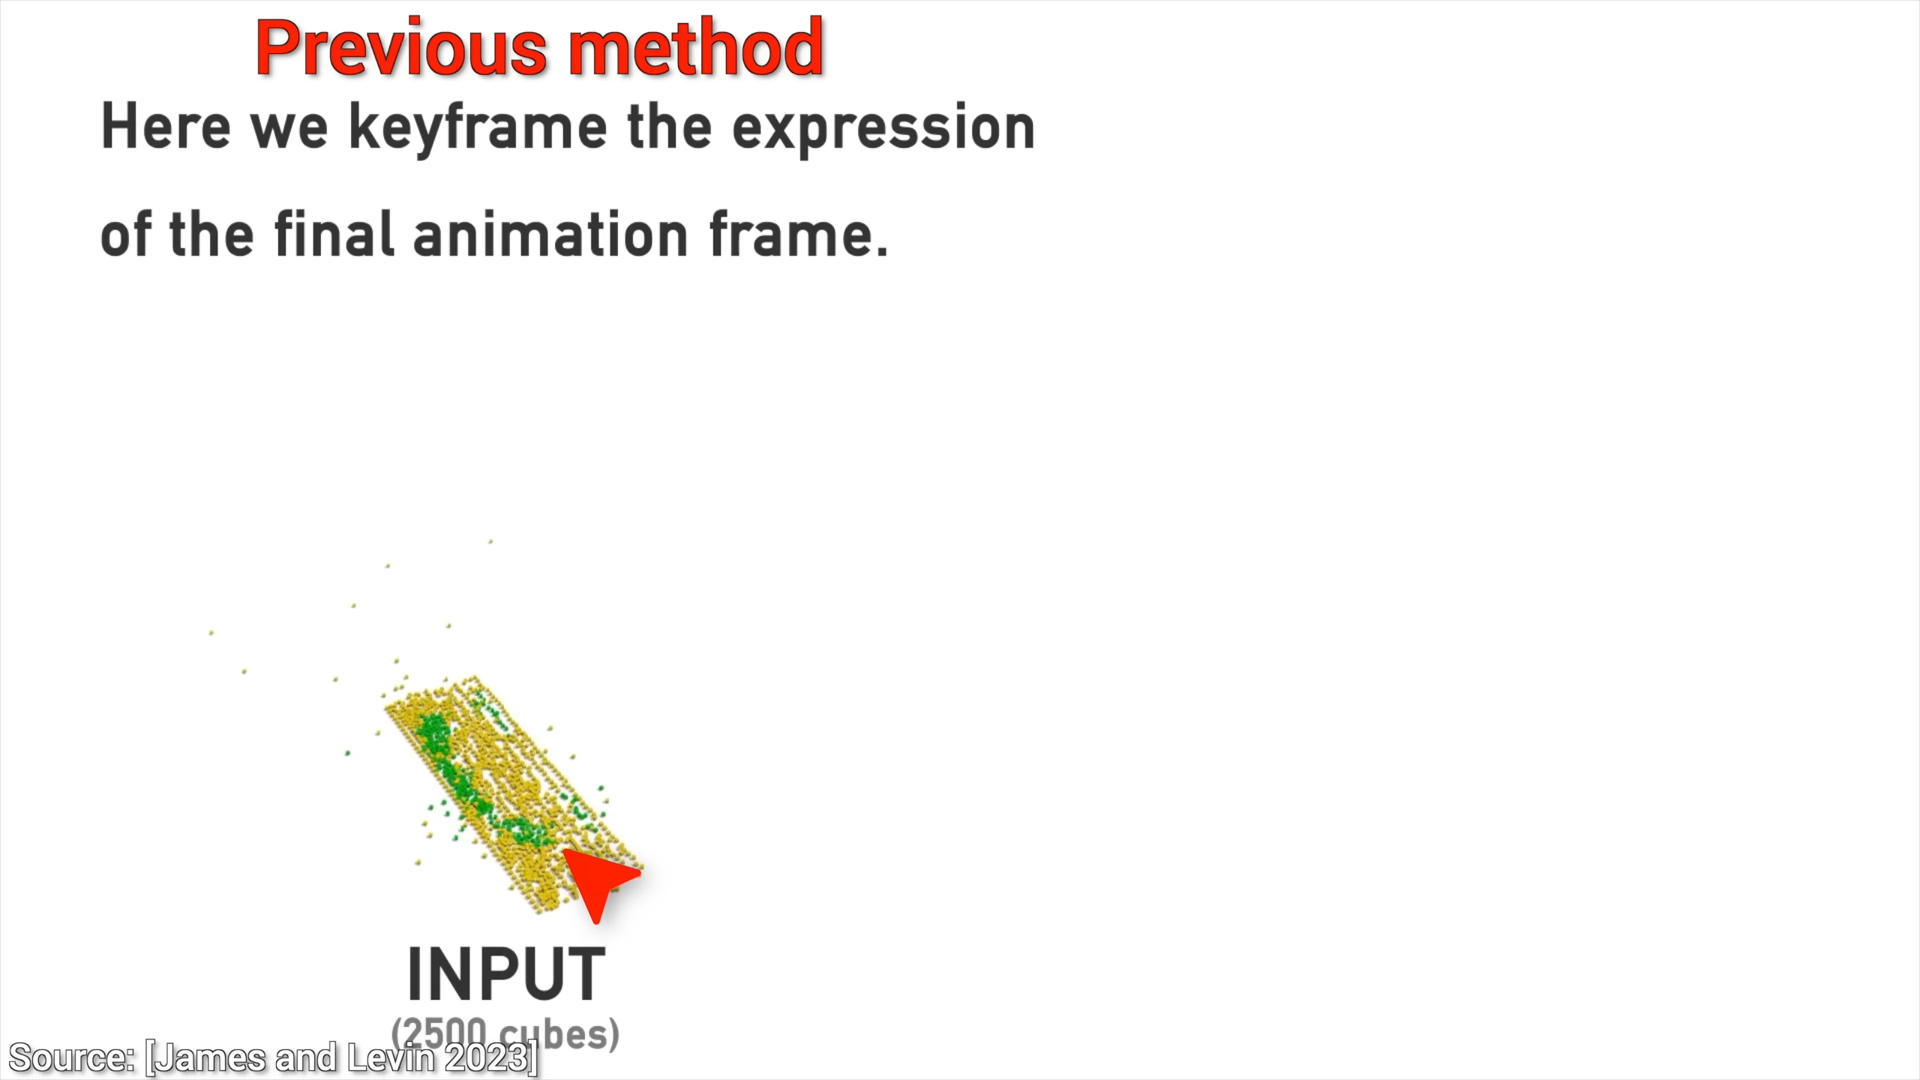 Previous method
Here we keyframe the expression
of the final animation frame.
INPUT
(2500 cubes)
Source: [James and Levin 2023]